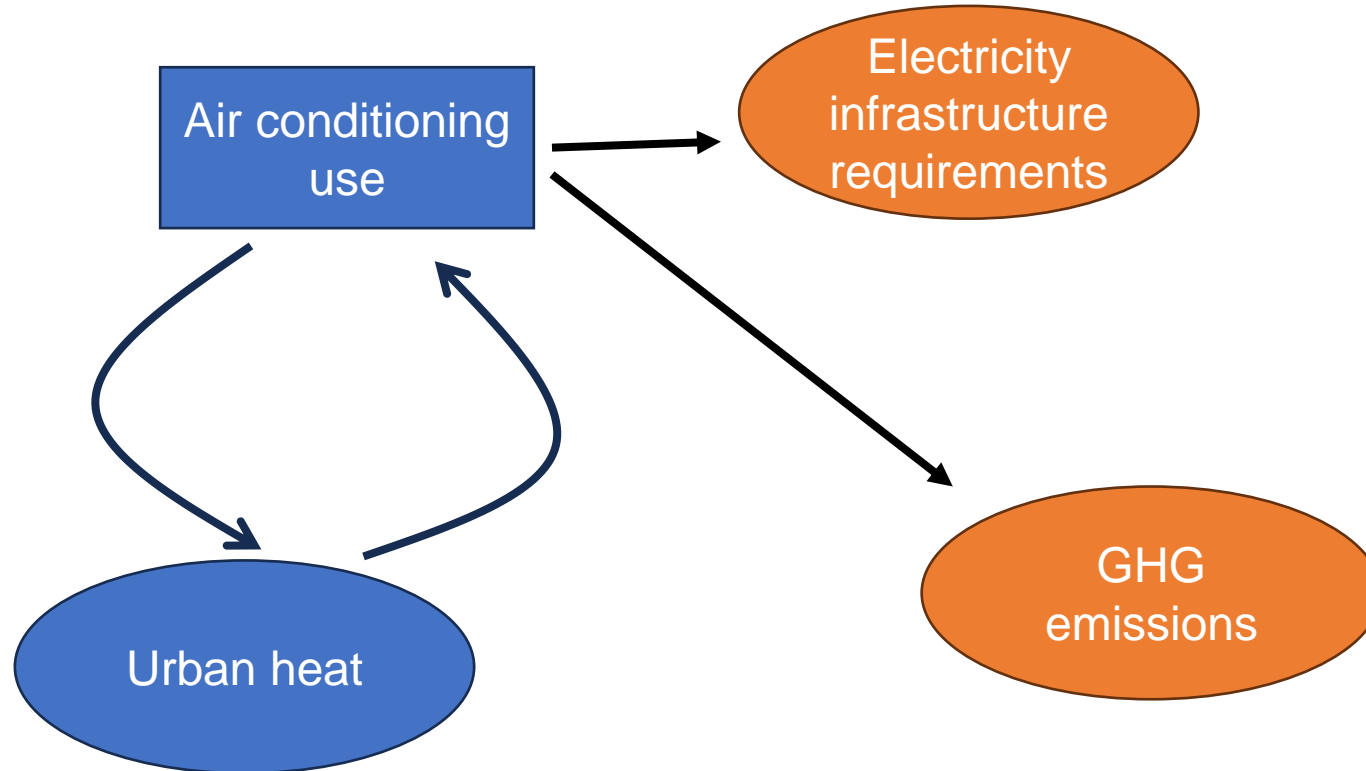 Air conditioning
use
Electricity
infrastructure
requirements
Urban heat
GHG
emissions